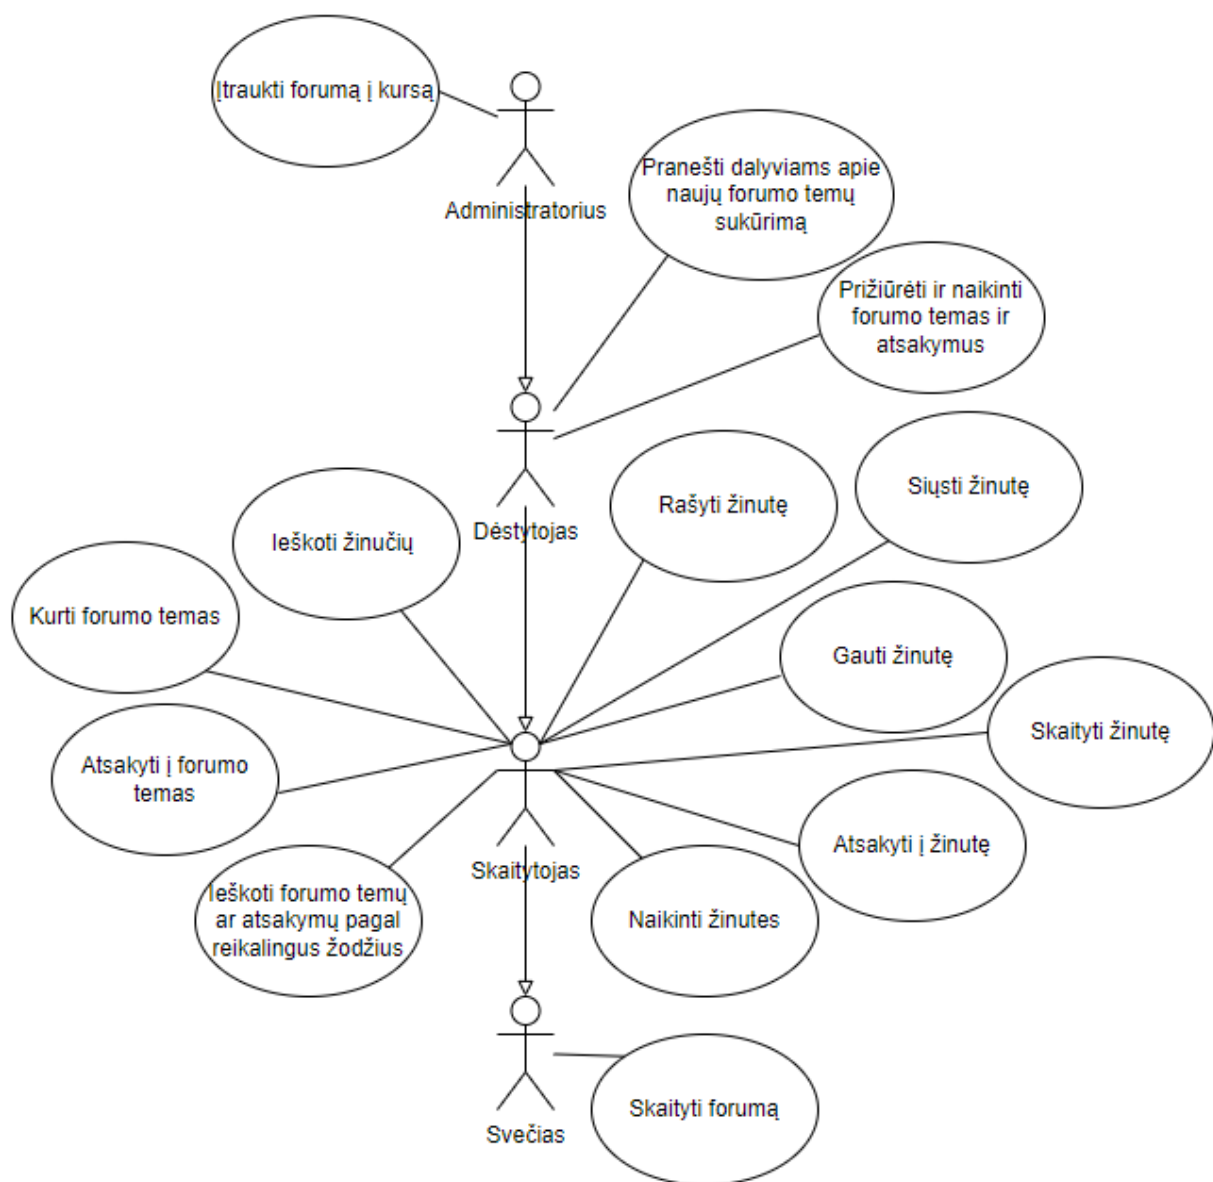 Įtraukti forumą į kursą
Administratorius
Pranešti dalyviams apie
naujų forumo temų
sukūrimą
Prižiūrėti ir naikinti
forumo temas ir
atsakymus
Dėstytojas
Ieškoti žinučių
Rašyti žinutę
Siųsti žinutę
Kurti forumo temas
Gauti žinutę
Skaityti žinutę
Atsakyti į forumo
temas
Atsakyti į žinutę
Skaitytojas
Ieškoti forumo temų
ar atsakymų pagal
reikalingus žodžius
Naikinti žinutes
Skaityti forumą
Svečias